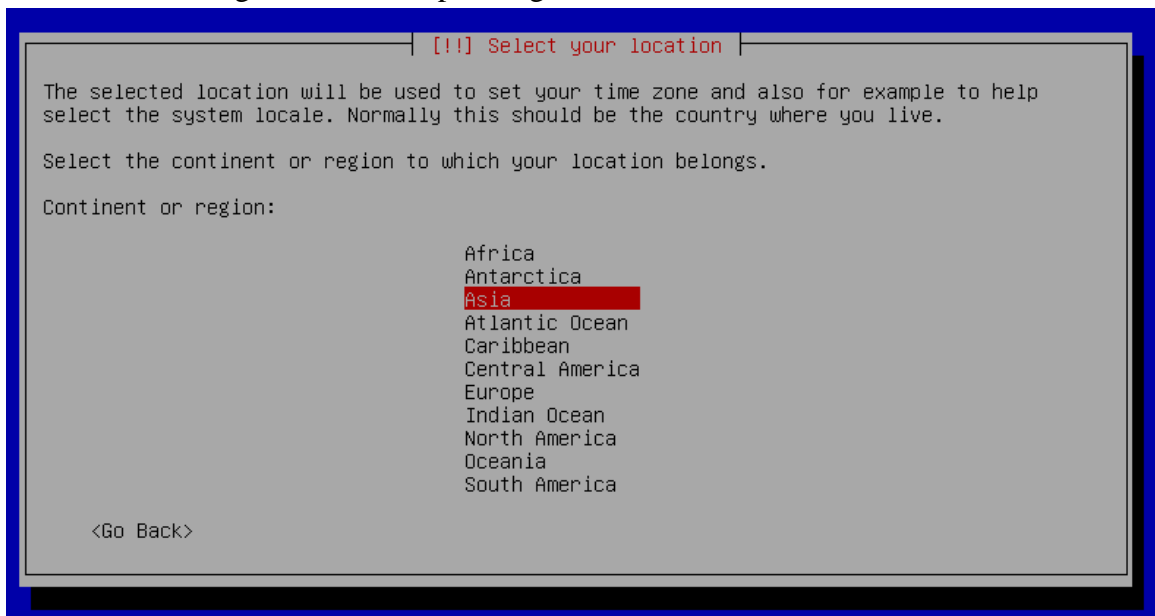 [!!] Select your location
The selected location will be used to set your time zone and also for example to help
select the system locale. Normally this should be the country where you live.
Select the continent or region to which your location belongs.
Continent or region:
Africa
Antarctica
Asia
Atlantic Ocean
Caribbean
Central America
Europe
Indian Ocean
North America
Oceania
South America
<Go Back>